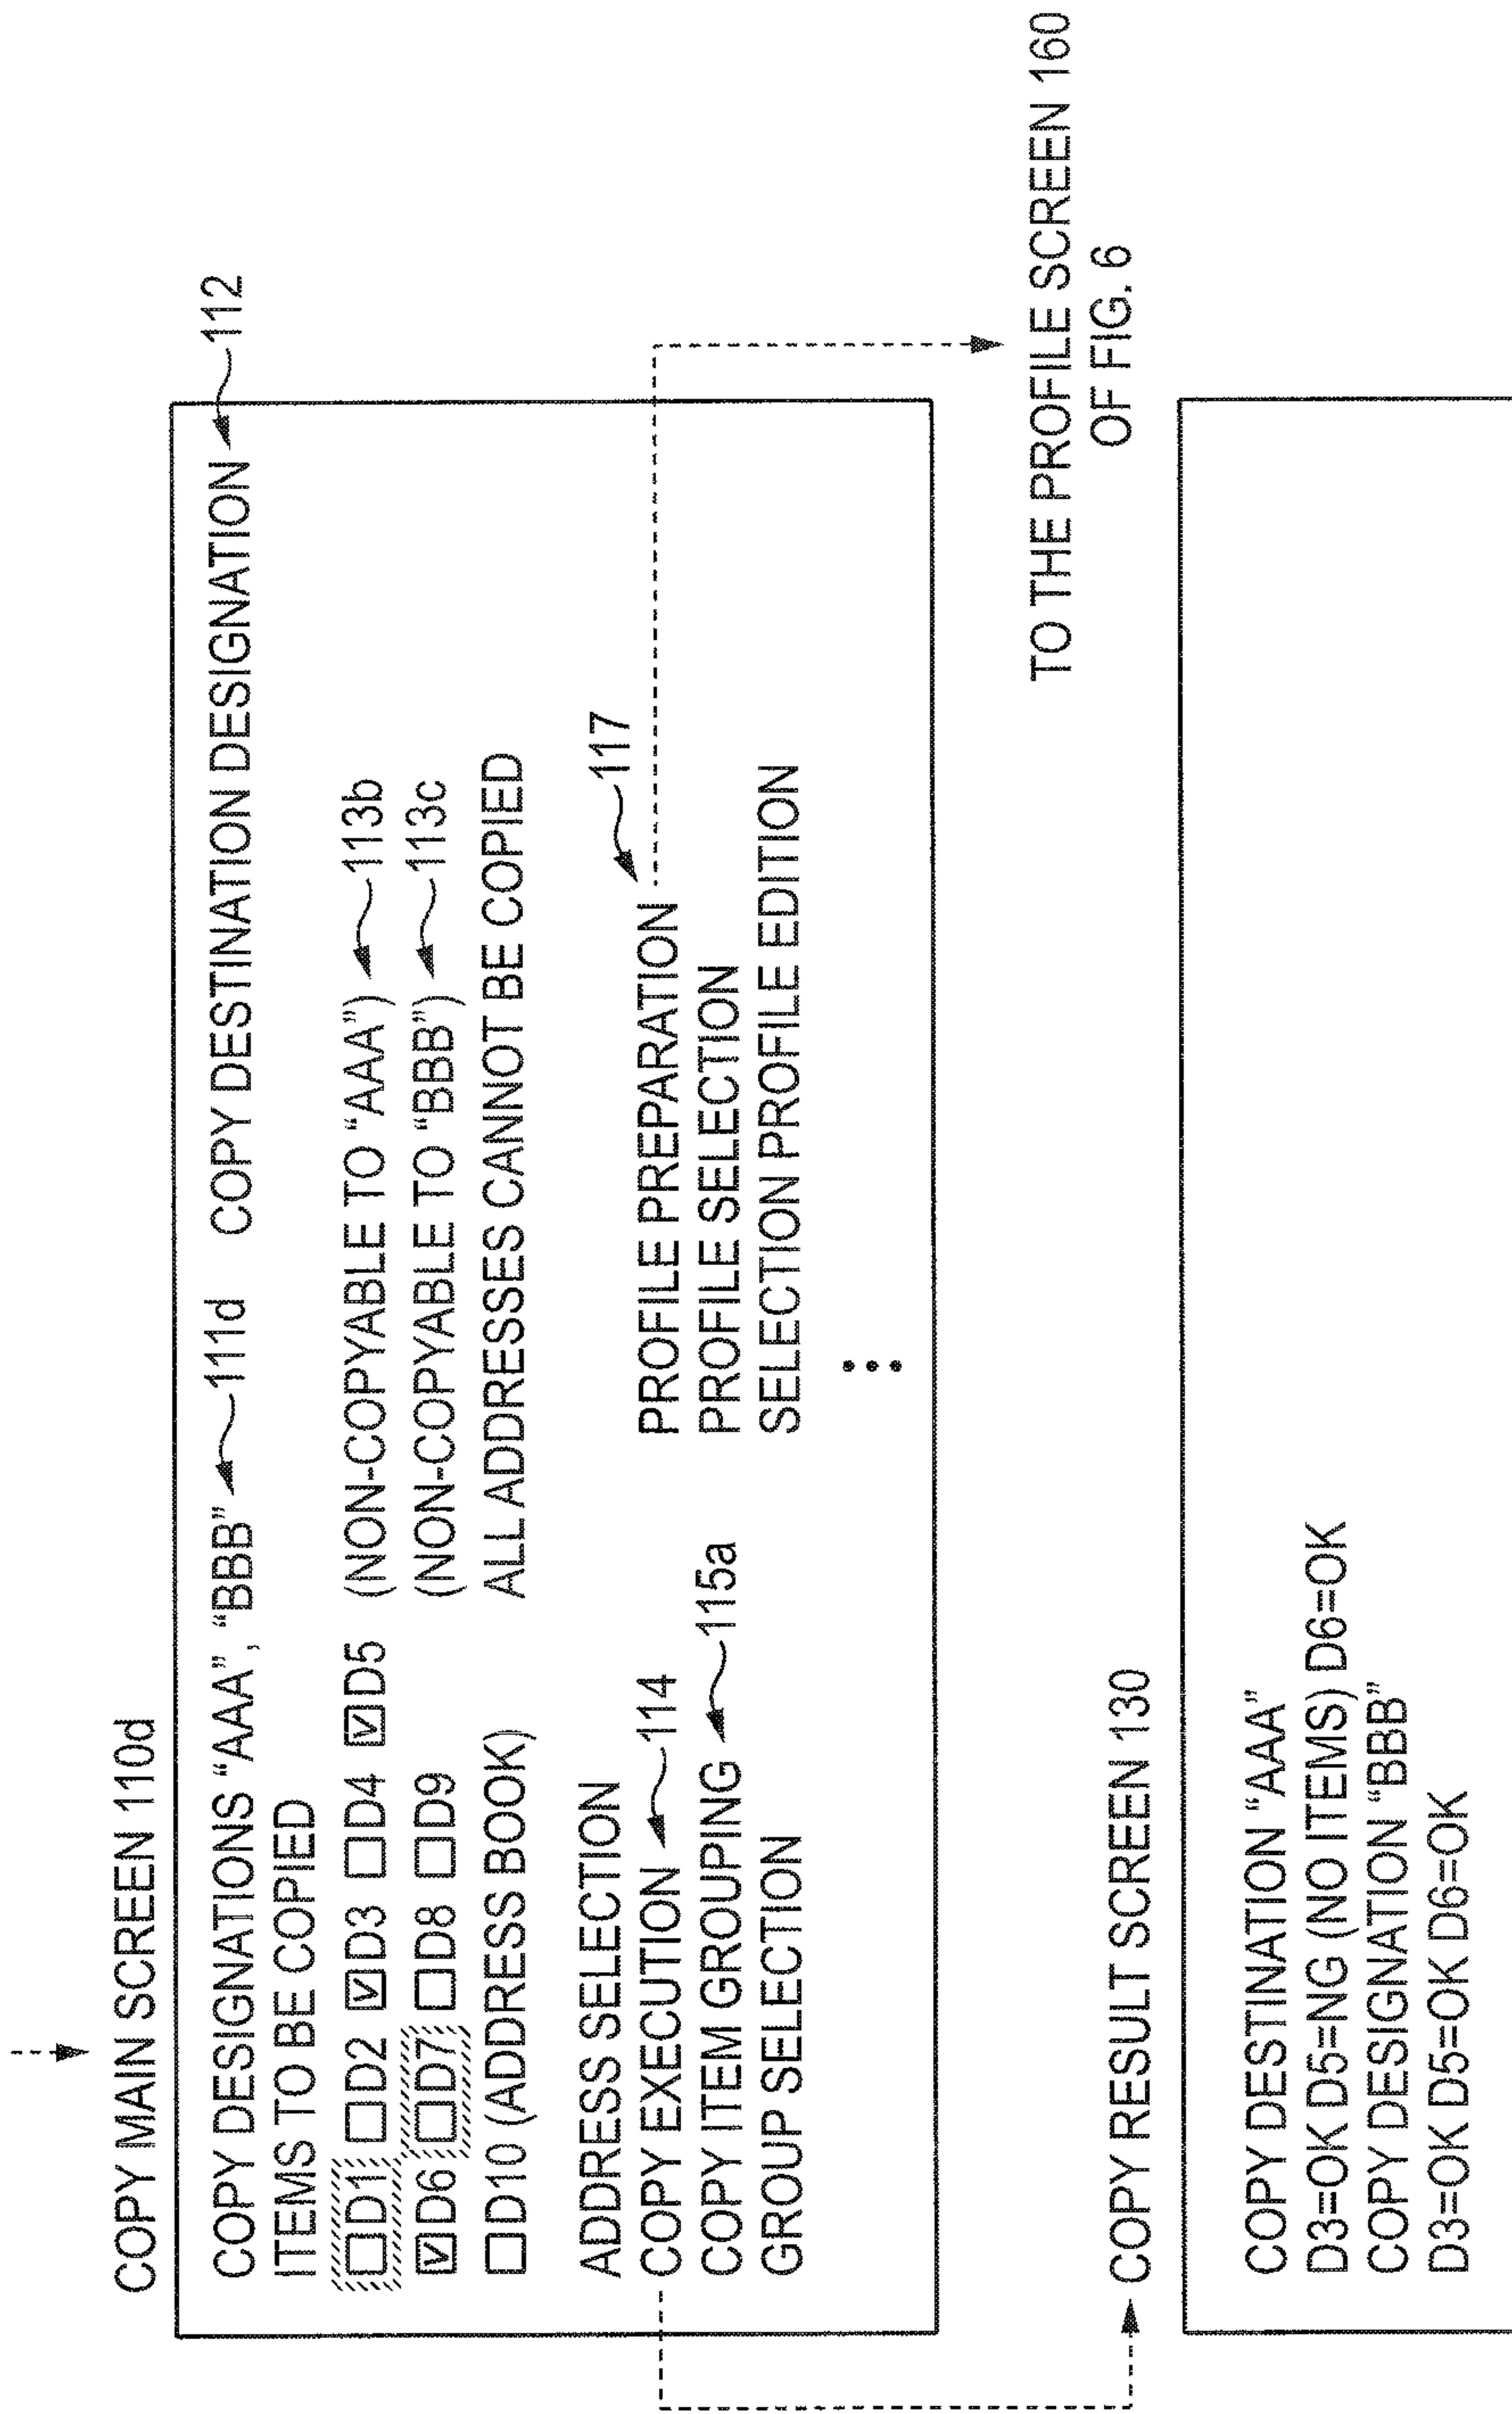 COPY MAIN SCREEN 110d
COPY DESIGNATIONS “AAA”, “BBB” 111d COPY DESTINATION DESIGNATION 112
ITEMS TO BE COPIED
D1 D2 D3 D4 D5 (NON-COPYABLE TO “AAA”) 113b
D6 D7 D8 D9 (NON-COPYABLE TO “BBB”) 113c
D10 (ADDRESS BOOK) ALL ADDRESSES CANNOT BE COPIED
ADDRESS SELECTION
COPY EXECUTION 114 PROFILE PREPARATION 117
COPY ITEM GROUPING 115a PROFILE SELECTION
GROUP SELECTION SELECTION PROFILE EDITION
TO THE PROFILE SCREEN 160
OF FIG. 6
COPY RESULT SCREEN 130
COPY DESTINATION “AAA”
D3=OK D5=NG (NO ITEMS) D6=OK
COPY DESIGNATION “BBB”
D3=OK D5=OK D6=OK